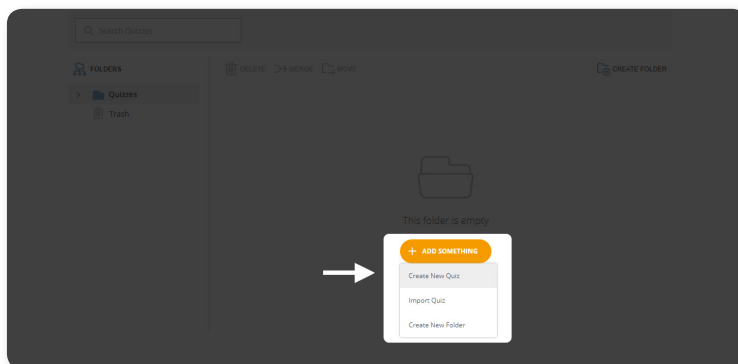 Search Quizzes
FOLDERS
DELETE MERGE MOVE
CREATE FOLDER
Quizzes
Trash
This folder is empty
+ ADD SOMETHING
Create New Quiz
Import Quiz
Create New Folder